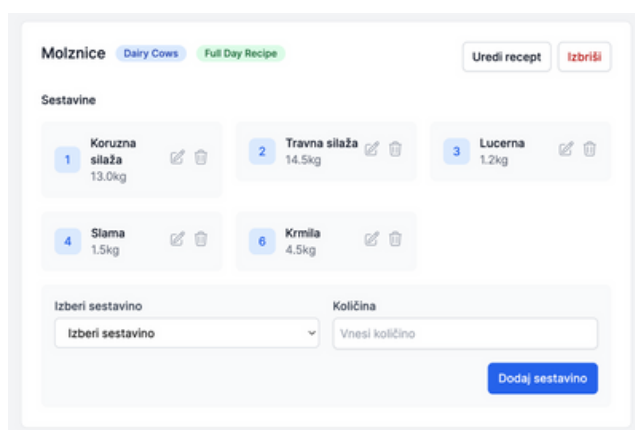 Molznice Dairy Cows Full Day Recipe Uredi recept Izbriši
Sestavine
1 Koruzna silaža 13.0kg
2 Travna silaža 14.5kg
3 Lucerna 1.2kg
4 Slama 1.5kg
6 Krmila 4.5kg
Izberi sestavino
Izberi sestavino
Količina
Vnesi količino
Dodaj sestavino